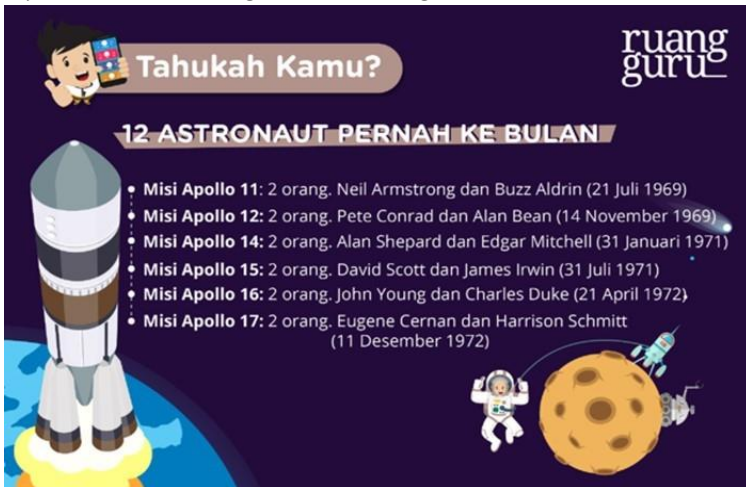 Tahukah Kamu?
ruang
guru
12 ASTRONAUT PERNAH KE BULAN
Misi Apollo 11: 2 orang. Neil Armstrong dan Buzz Aldrin (21 Juli 1969)
Misi Apollo 12: 2 orang. Pete Conrad dan Alan Bean (14 November 1969)
Misi Apollo 14: 2 orang. Alan Shepard dan Edgar Mitchell (31 Januari 1971)
Misi Apollo 15: 2 orang. David Scott dan James Irwin (31 Juli 1971)
Misi Apollo 16: 2 orang. John Young dan Charles Duke (21 April 1972)
Misi Apollo 17: 2 orang. Eugene Cernan dan Harrison Schmitt
(11 Desember 1972)